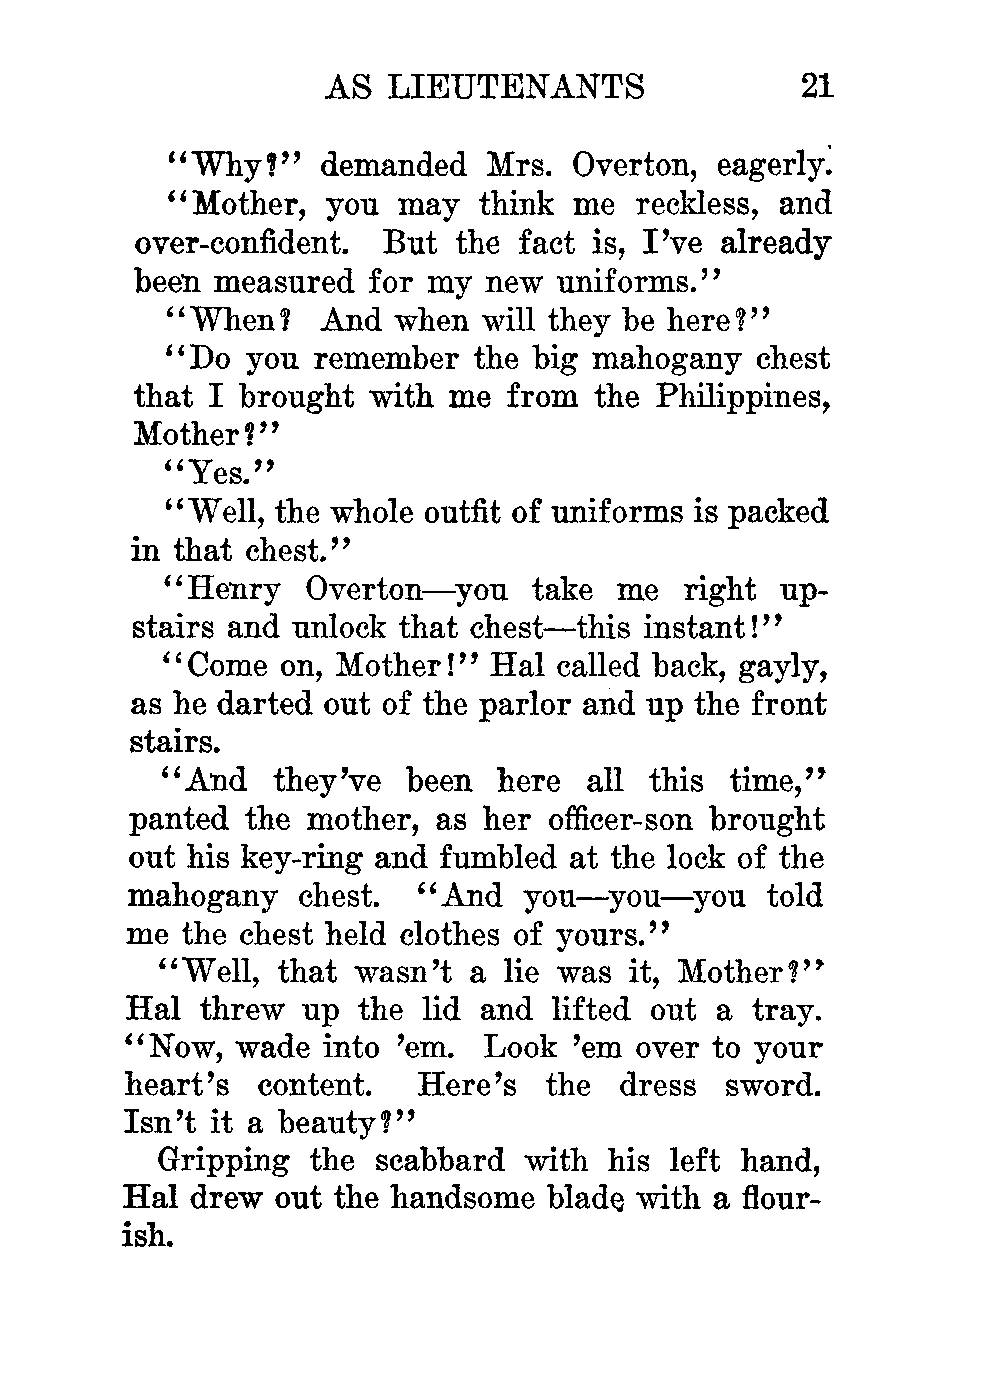 AS LIEUTENANTS 21
"Why?" demanded Mrs. Overton, eagerly.
"Mother, you may think me reckless, and
over-confident. But the fact is, I've already
been measured for my new uniforms."
"When? And when will they be here?"
"Do you remember the big mahogany chest
that I brought with me from the Philippines,
Mother?"
"Yes."
"Well, the whole outfit of uniforms is packed
in that chest."
"Henry Overton—you take me right up-
stairs and unlock that chest—this instant!"
"Come on, Mother!" Hal called back, gayly,
as he darted out of the parlor and up the front
stairs.
"And they've been here all this time,"
panted the mother, as her officer-son brought
out his key-ring and fumbled at the lock of the
mahogany chest. "And you—you—you told
me the chest held clothes of yours."
"Well, that wasn't a lie was it, Mother?"
Hal threw up the lid and lifted out a tray.
"Now, wade into 'em. Look 'em over to your
heart's content. Here's the dress sword.
Isn't it a beauty?"
Gripping the scabbard with his left hand,
Hal drew out the handsome blade with a flour-
ish.